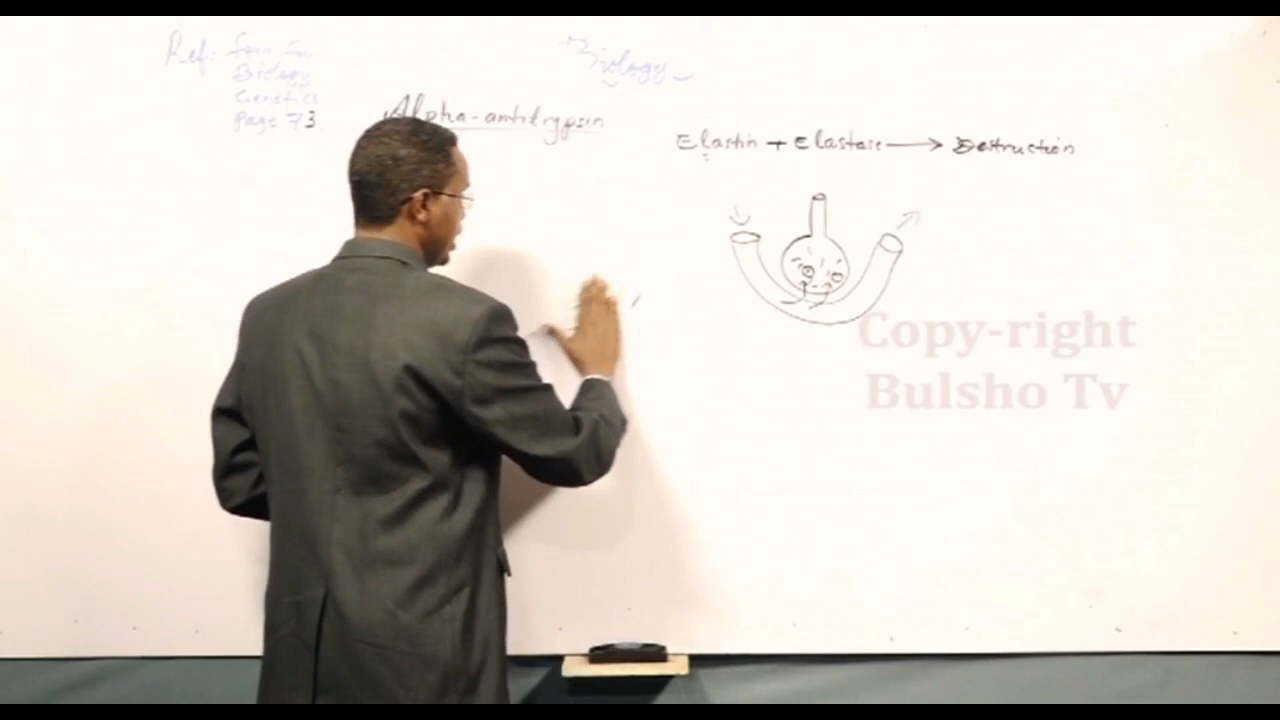 Ref: Form Four
Biology
Genetics
Page 73
Biology
Alpha-antitrypsin
Elastin + Elastase → Destruction
Copy-right
Bulsho Tv